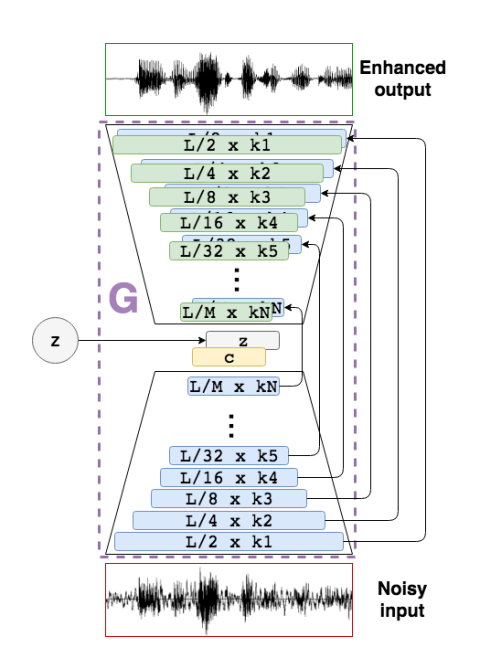 Enhanced
output
L/2 x k1
L/4 x k2
L/8 x k3
L/16 x k4
L/32 x k5
G
L/M x kN
N
z
z
c
L/M x kN
L/32 x k5
L/16 x k4
L/8 x k3
L/4 x k2
L/2 x k1
Noisy
input